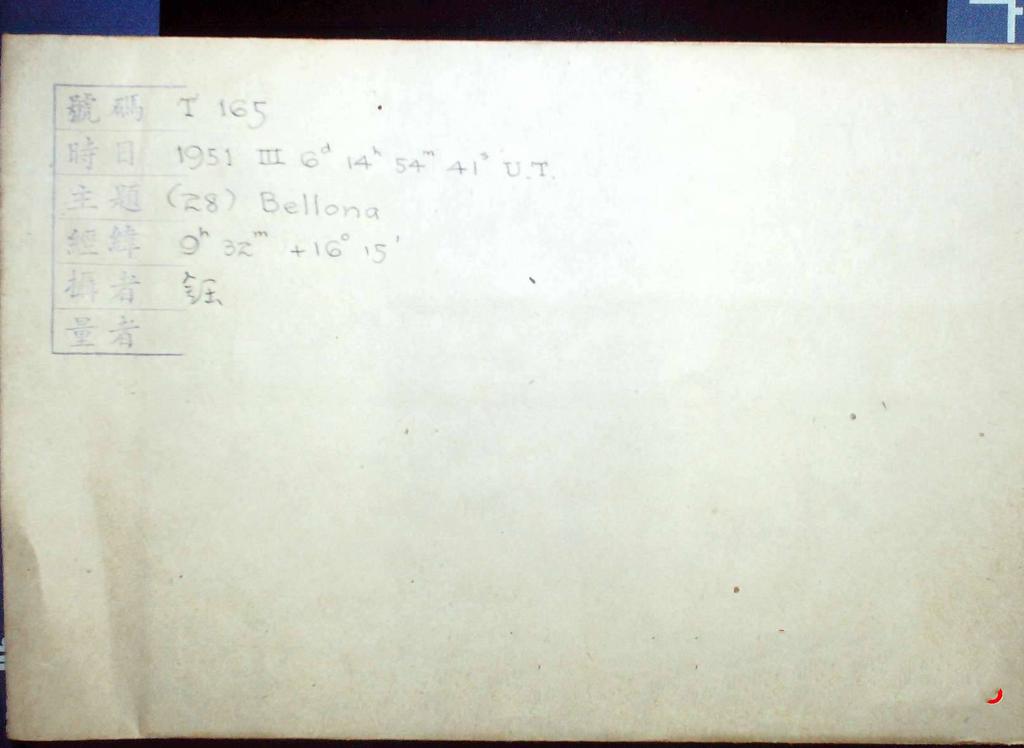 號碼 T 165
時日 1951 III 6ᵈ 14ʰ 54ᵐ 41ˢ U.T.
主題 (28) Bellona
經緯 9ʰ 32ᵐ +16° 15'
攝者
量者